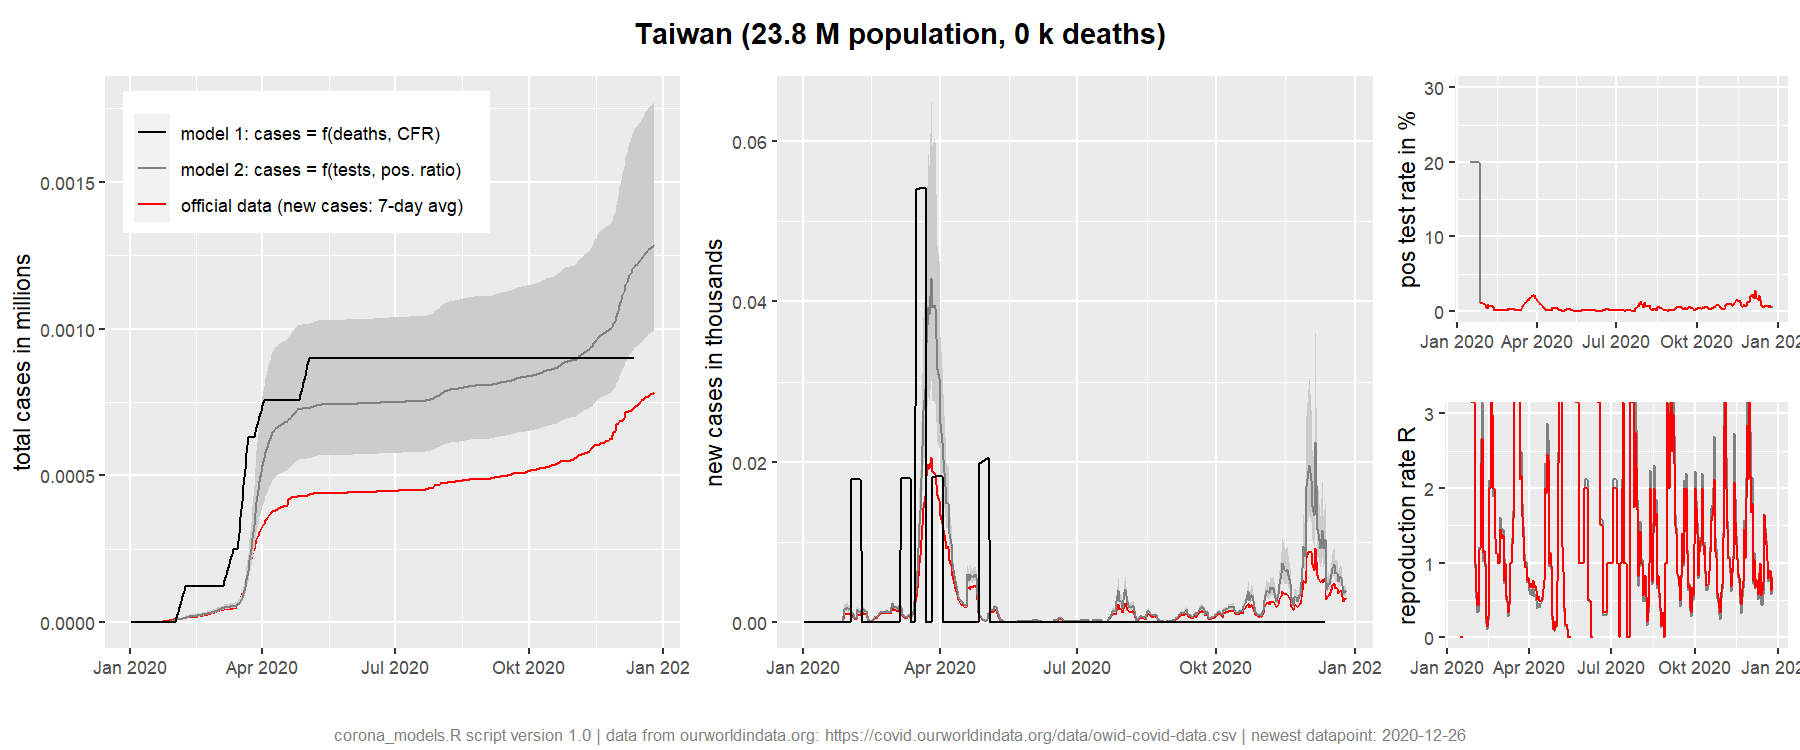 Taiwan (23.8 M population, 0 k deaths)
total cases in millions
0.0015
0.0010
0.0005
0.0000
model 1: cases = f(deaths, CFR)
model 2: cases = f(tests, pos. ratio)
official data (new cases: 7-day avg)
Jan 2020 Apr 2020 Jul 2020 Okt 2020 Jan 202
new cases in thousands
0.06
0.04
0.02
0.00
Jan 2020 Apr 2020 Jul 2020 Okt 2020 Jan 202
pos test rate in %
30
20
10
0
Jan 2020 Apr 2020 Jul 2020 Okt 2020 Jan 202
reproduction rate R
3
2
1
0
Jan 2020 Apr 2020 Jul 2020 Okt 2020 Jan 202
corona_models.R script version 1.0 | data from ourworldindata.org: https://covid.ourworldindata.org/data/owid-covid-data.csv | newest datapoint: 2020-12-26